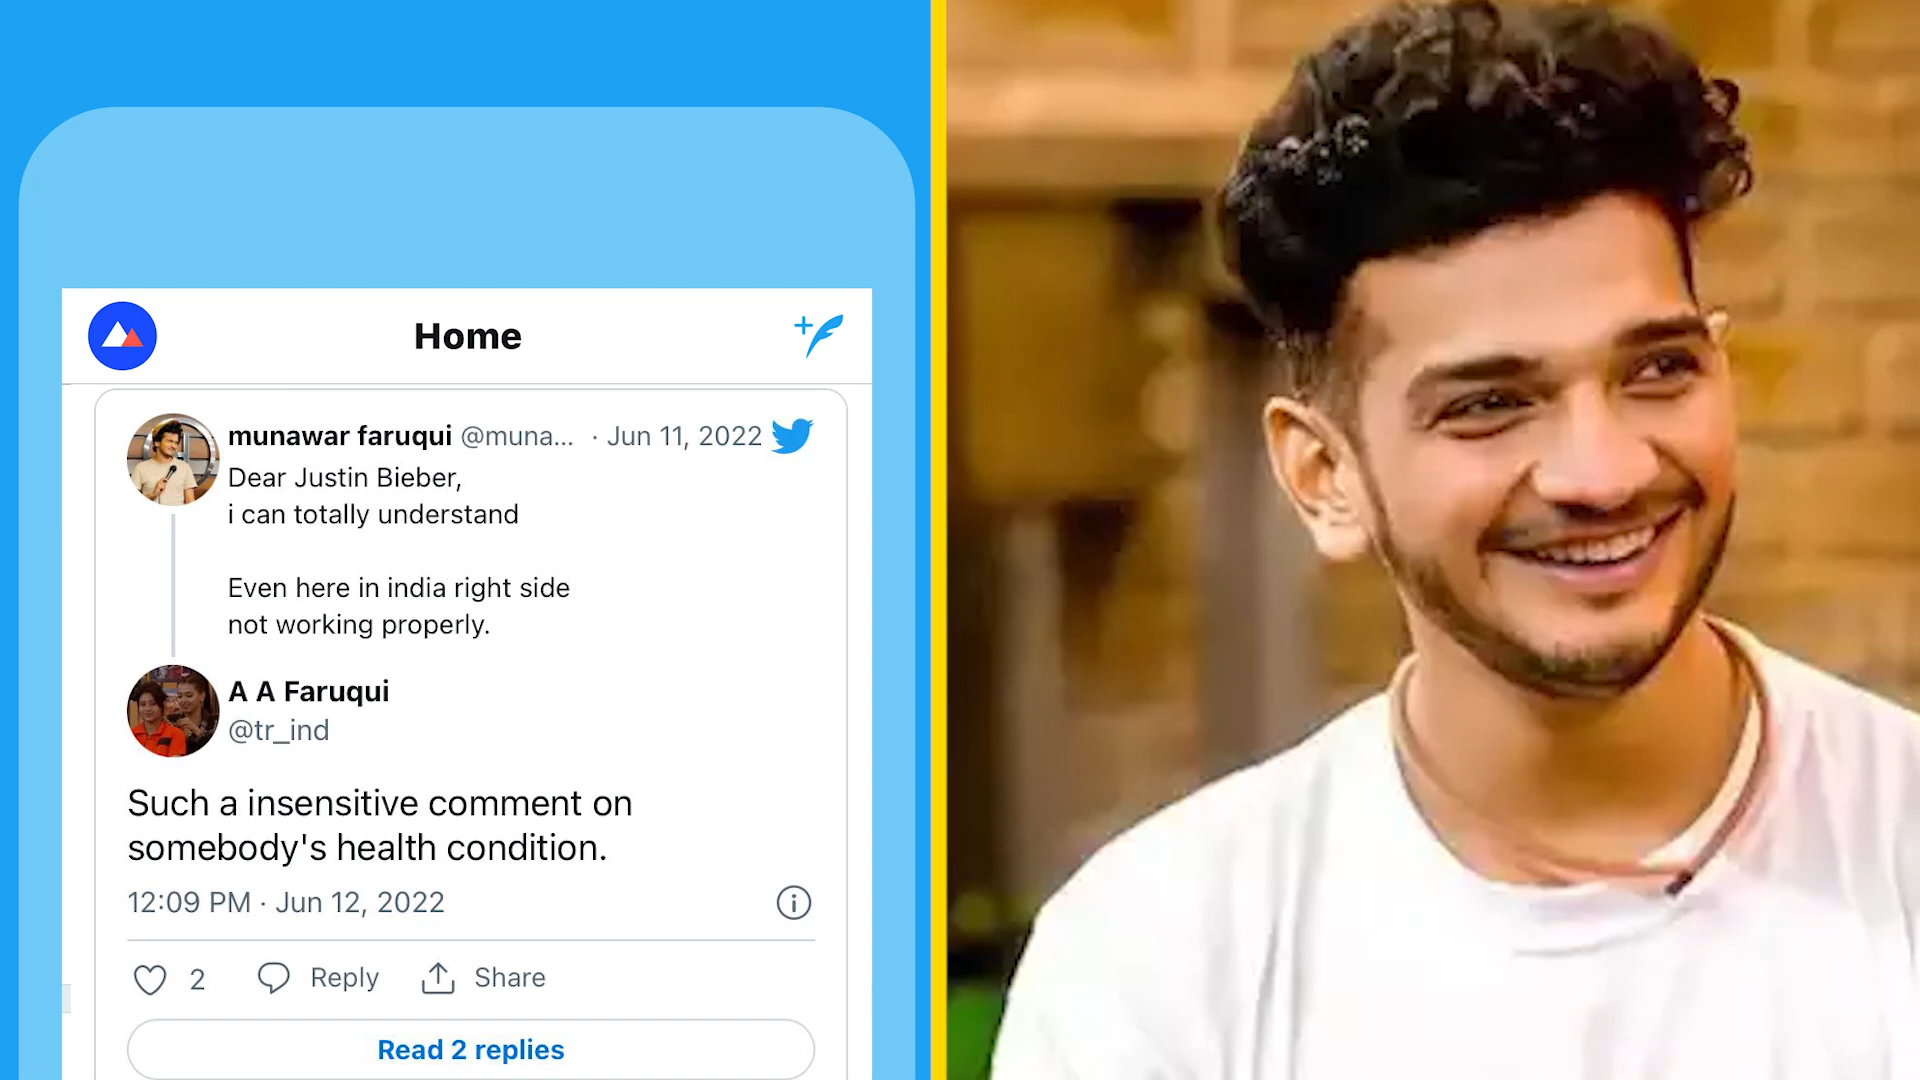 Home
munawar faruqui @muna... · Jun 11, 2022
Dear Justin Bieber,
i can totally understand
Even here in india right side
not working properly.
A A Faruqui
@tr_ind
Such a insensitive comment on
somebody's health condition.
12:09 PM · Jun 12, 2022
2 Reply Share
Read 2 replies